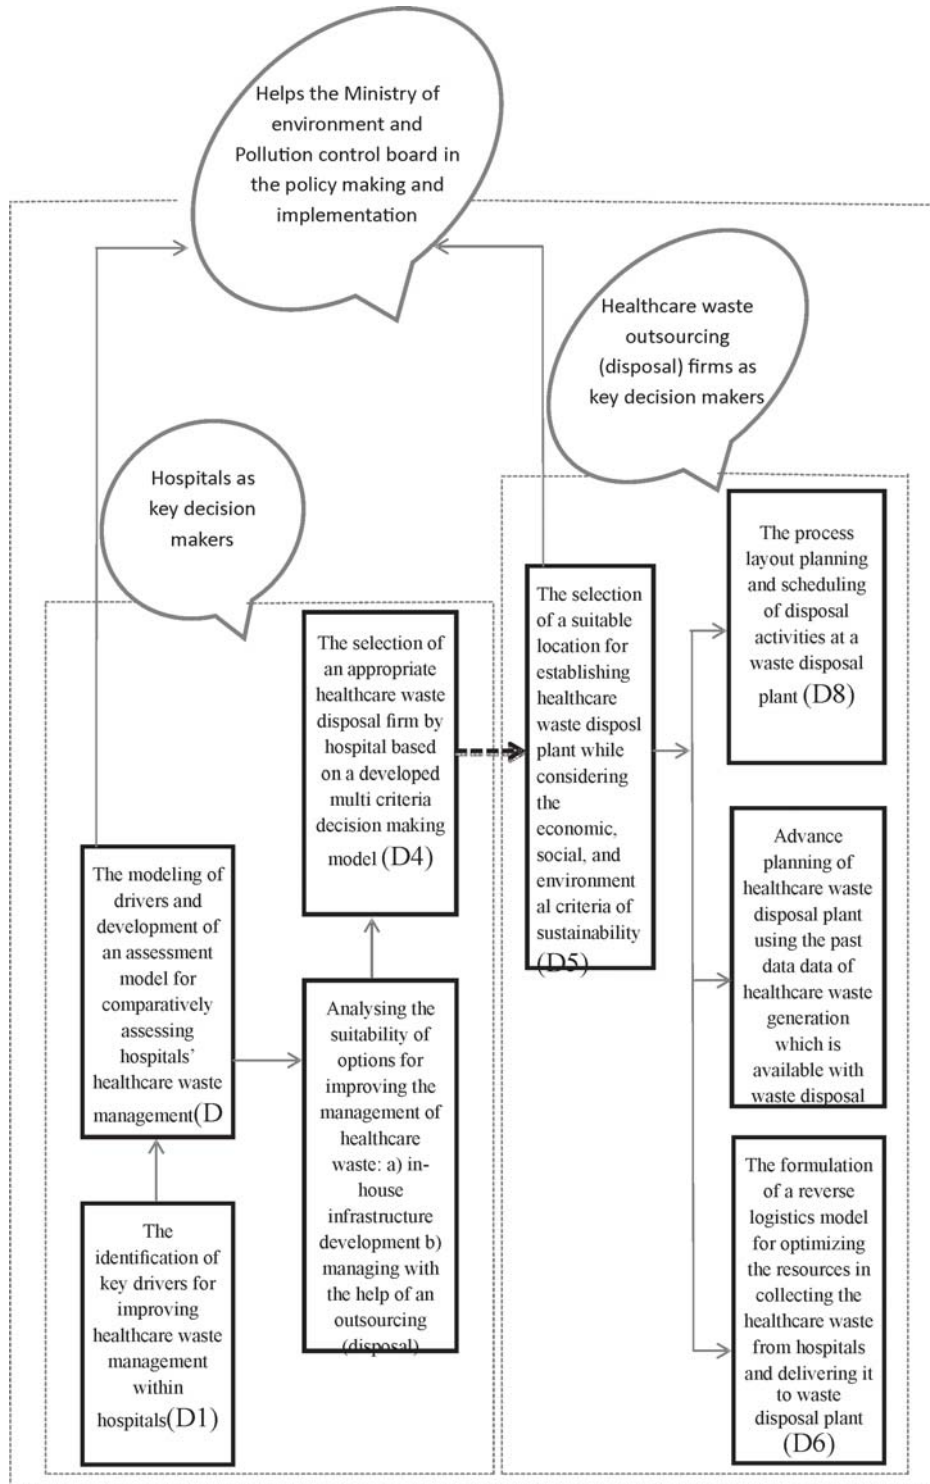 Helps the Ministry of
environment and
Pollution control board in
the policy making and
implementation
Healthcare waste
outsourcing
(disposal) firms as
key decision makers
Hospitals as
key decision
makers
The selection of
an appropriate
healthcare waste
disposal firm by
hospital based
on a developed
multi criteria
decision making
model (D4)
The modeling of
drivers and
development of
an assessment
model for
comparatively
assessing
hospitals'
healthcare waste
management(D
Analysing the
suitability of
options for
improving the
management of
healthcare
waste: a) in-
house
infrastructure
development b)
managing with
the help of an
outsourcing
(disposal)
The
identification of
key drivers for
improving
healthcare waste
management
within
hospitals(D1)
The selection
of a suitable
location for
establishing
healthcare
waste disposl
plant while
considering
the
economic,
social, and
environment
al criteria of
sustainability
(D5)
The process
layout planning
and scheduling
of disposal
activities at a
waste disposal
plant (D8)
Advance
planning of
healthcare waste
disposal plant
using the past
data data of
healthcare waste
generation
which is
available with
waste disposal
The formulation
of a reverse
logistics model
for optimizing
the resources in
collecting the
healthcare waste
from hospitals
and delivering it
to waste
disposal plant
(D6)